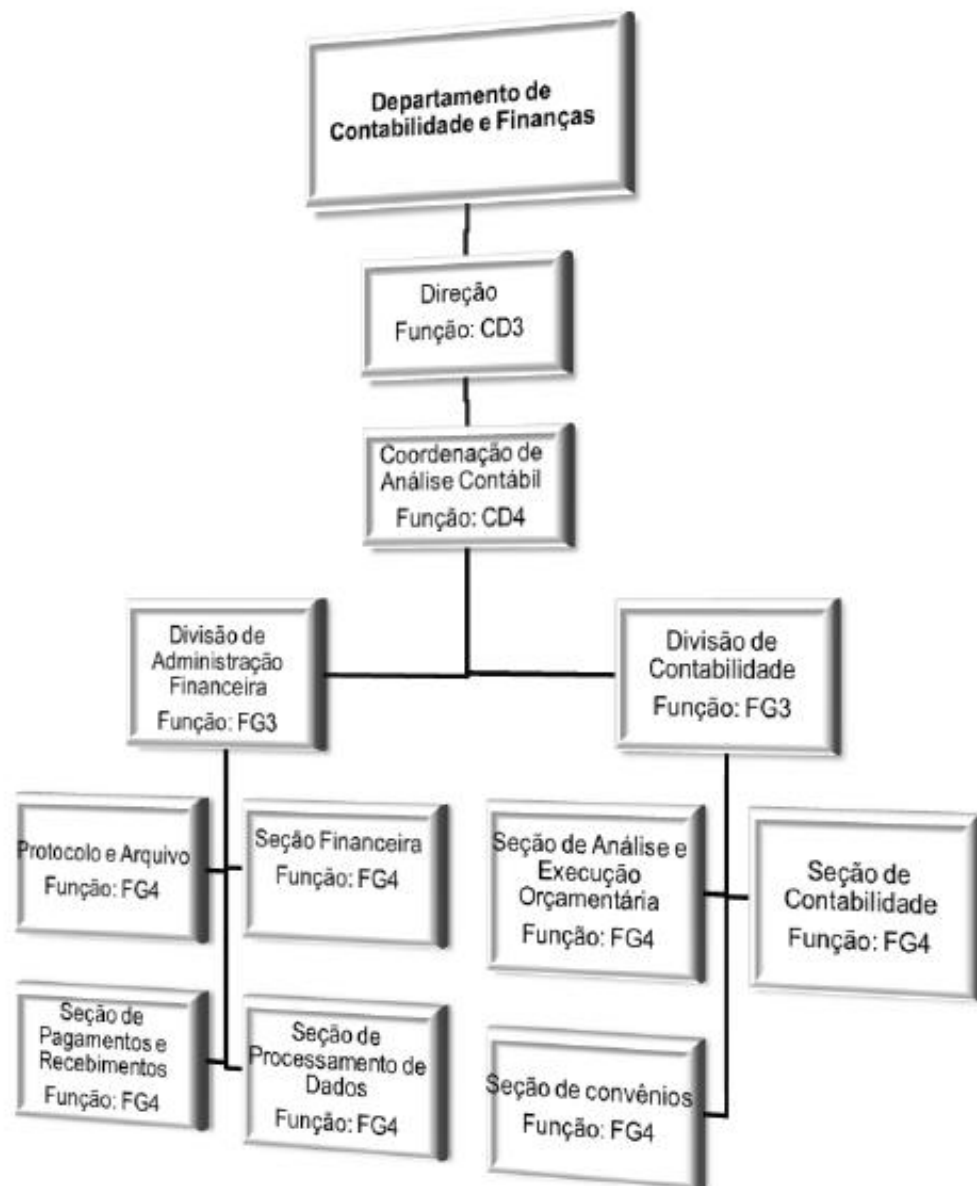 Departamento de
Contabilidade e Finanças
Direção
Função: CD3
Coordenação de
Análise Contábil
Função: CD4
Divisão de
Administração
Financeira
Função: FG3
Divisão de
Contabilidade
Função: FG3
Protocolo e Arquivo
Função: FG4
Seção Financeira
Função: FG4
Seção de Análise e
Execução
Orçamentária
Função: FG4
Seção de
Contabilidade
Função: FG4
Seção de
Pagamentos e
Recebimentos
Função: FG4
Seção de
Processamento de
Dados
Função: FG4
Seção de convênios
Função: FG4